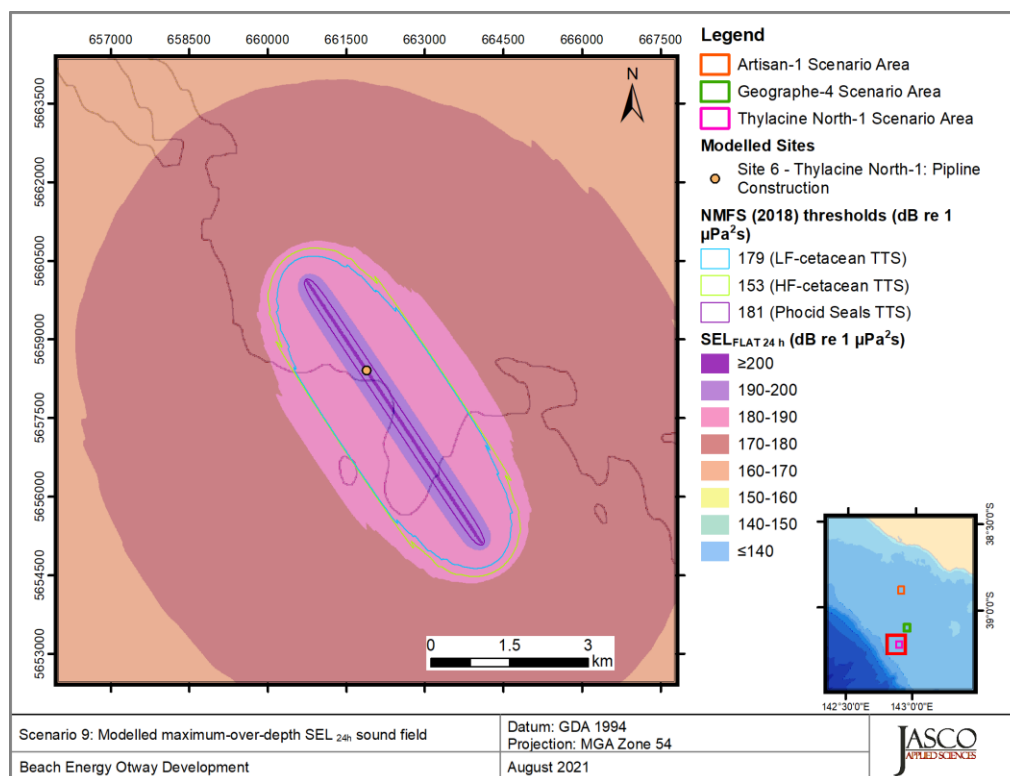 657000 658500 660000 661500 663000 664500 666000 667500
5663500
5662000
5660500
5659000
5657500
5656000
5654500
5653000
N
0 1.5 3
km
Legend
Artisan-1 Scenario Area
Geographe-4 Scenario Area
Thylacine North-1 Scenario Area
Modelled Sites
Site 6 - Thylacine North-1: Pipline
Construction
NMFS (2018) thresholds (dB re 1
µPa²s)
179 (LF-cetacean TTS)
153 (HF-cetacean TTS)
181 (Phocid Seals TTS)
SEL FLAT 24 h (dB re 1 µPa²s)
≥200
190-200
180-190
170-180
160-170
150-160
140-150
≤140
38°30'0"S
39°0'0"S
142°30'0"E 143°0'0"E
Scenario 9: Modelled maximum-over-depth SEL 24h sound field
Beach Energy Otway Development
Datum: GDA 1994
Projection: MGA Zone 54
August 2021
JASCO
APPLIED SCIENCES